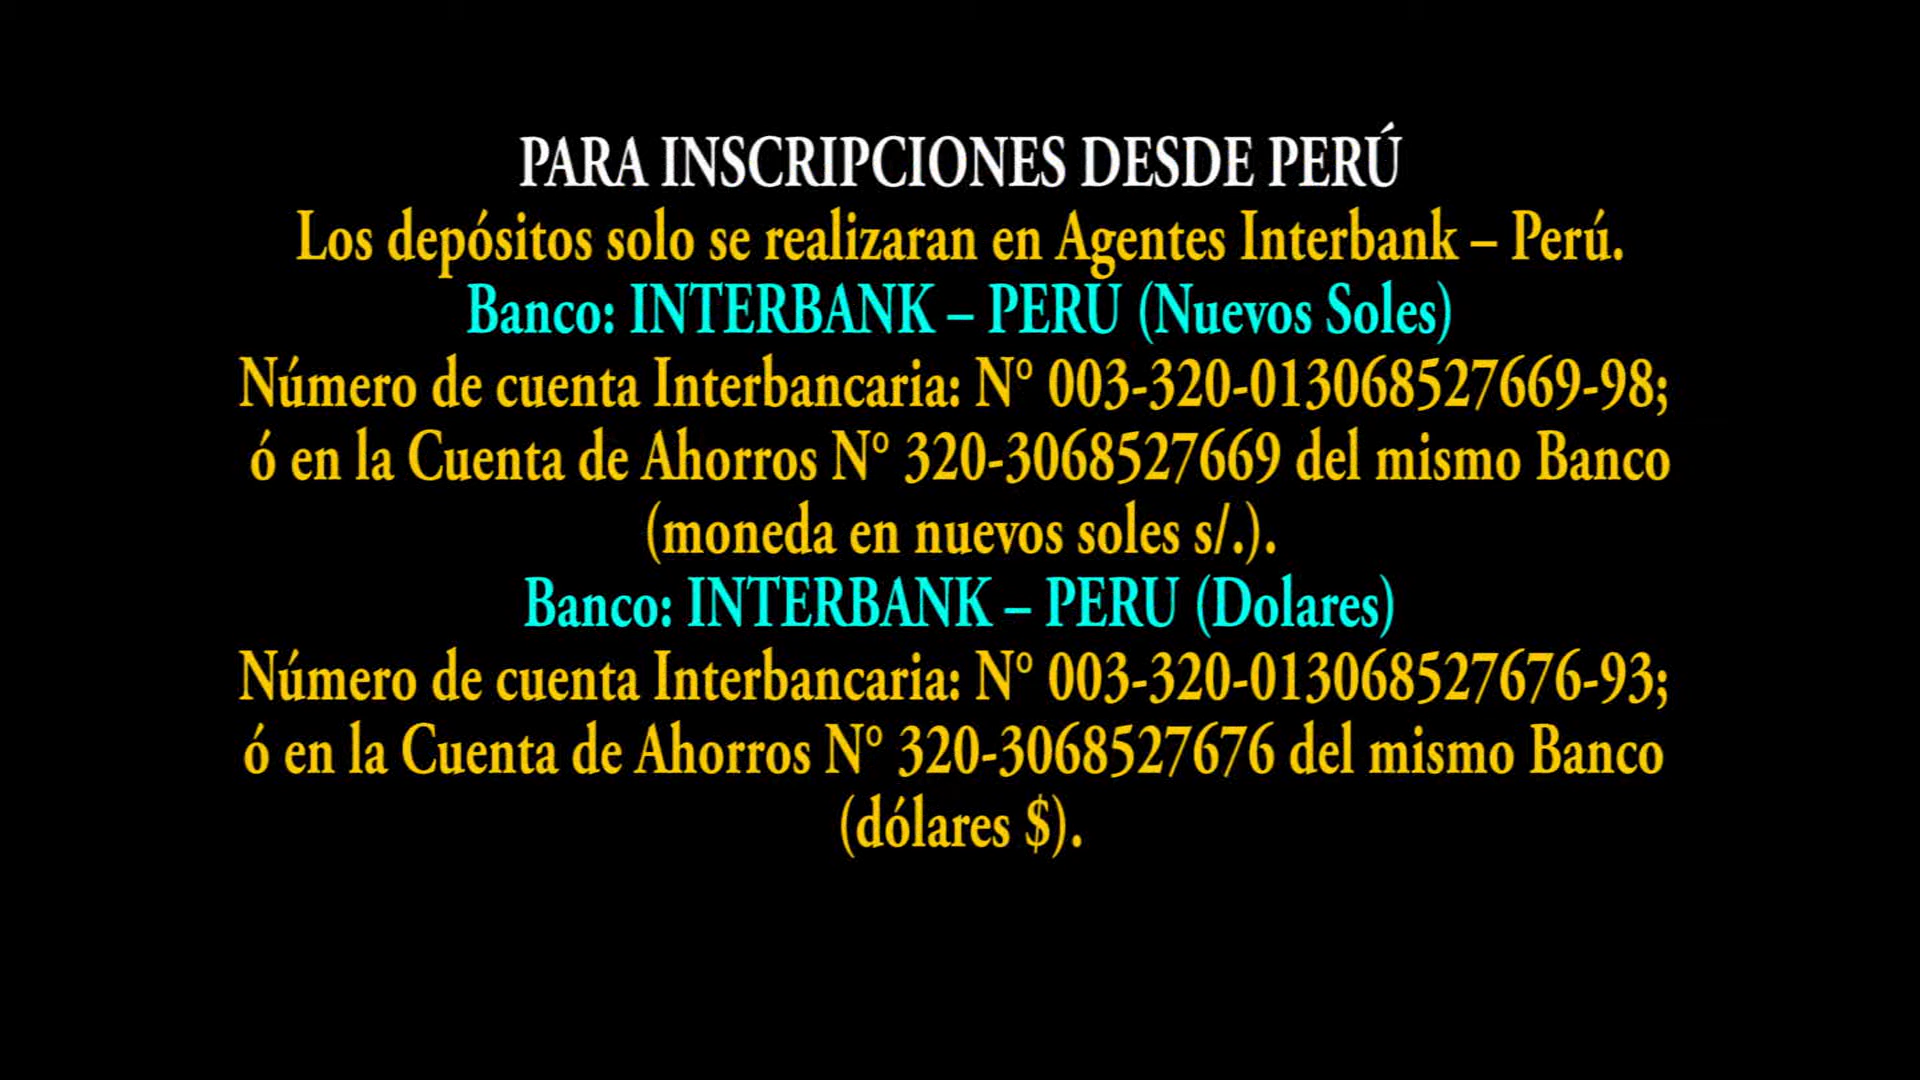 PARA INSCRIPCIONES DESDE PERÚ
Los depósitos solo se realizaran en Agentes Interbank – Perú.
Banco: INTERBANK – PERU (Nuevos Soles)
Número de cuenta Interbancaria: N° 003-320-013068527669-98;
ó en la Cuenta de Ahorros N° 320-3068527669 del mismo Banco
(moneda en nuevos soles s/.).
Banco: INTERBANK – PERU (Dolares)
Número de cuenta Interbancaria: N° 003-320-013068527676-93;
ó en la Cuenta de Ahorros N° 320-3068527676 del mismo Banco
(dólares $).